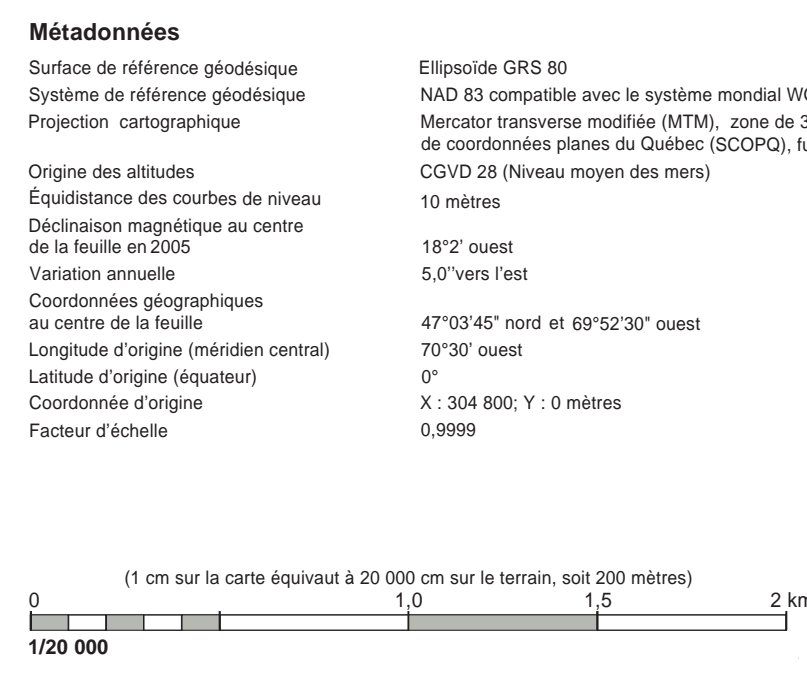 Métadonnées
Surface de référence géodésique Ellipsoïde GRS 80
Système de référence géodésique NAD 83 compatible avec le système mondial
Projection cartographique Mercator transverse modifiée (MTM), zone de 3
de coordonnées planes du Québec (SCOPQ),
Origine des altitudes CGVD 28 (Niveau moyen des mers)
Équidistance des courbes de niveau 10 mètres
Déclinaison magnétique au centre
de la feuille en 2005 18°2' ouest
Variation annuelle 5,0''vers l'est
Coordonnées géographiques
au centre de la feuille 47°03'45" nord et 69°52'30" ouest
Longitude d'origine (méridien central) 70°30' ouest
Latitude d'origine (équateur) 0°
Coordonnée d'origine X : 304 800; Y : 0 mètres
Facteur d'échelle 0,9999
(1 cm sur la carte équivaut à 20 000 cm sur le terrain, soit 200 mètres)
0 1,0 1,5 2 km
1/20 000